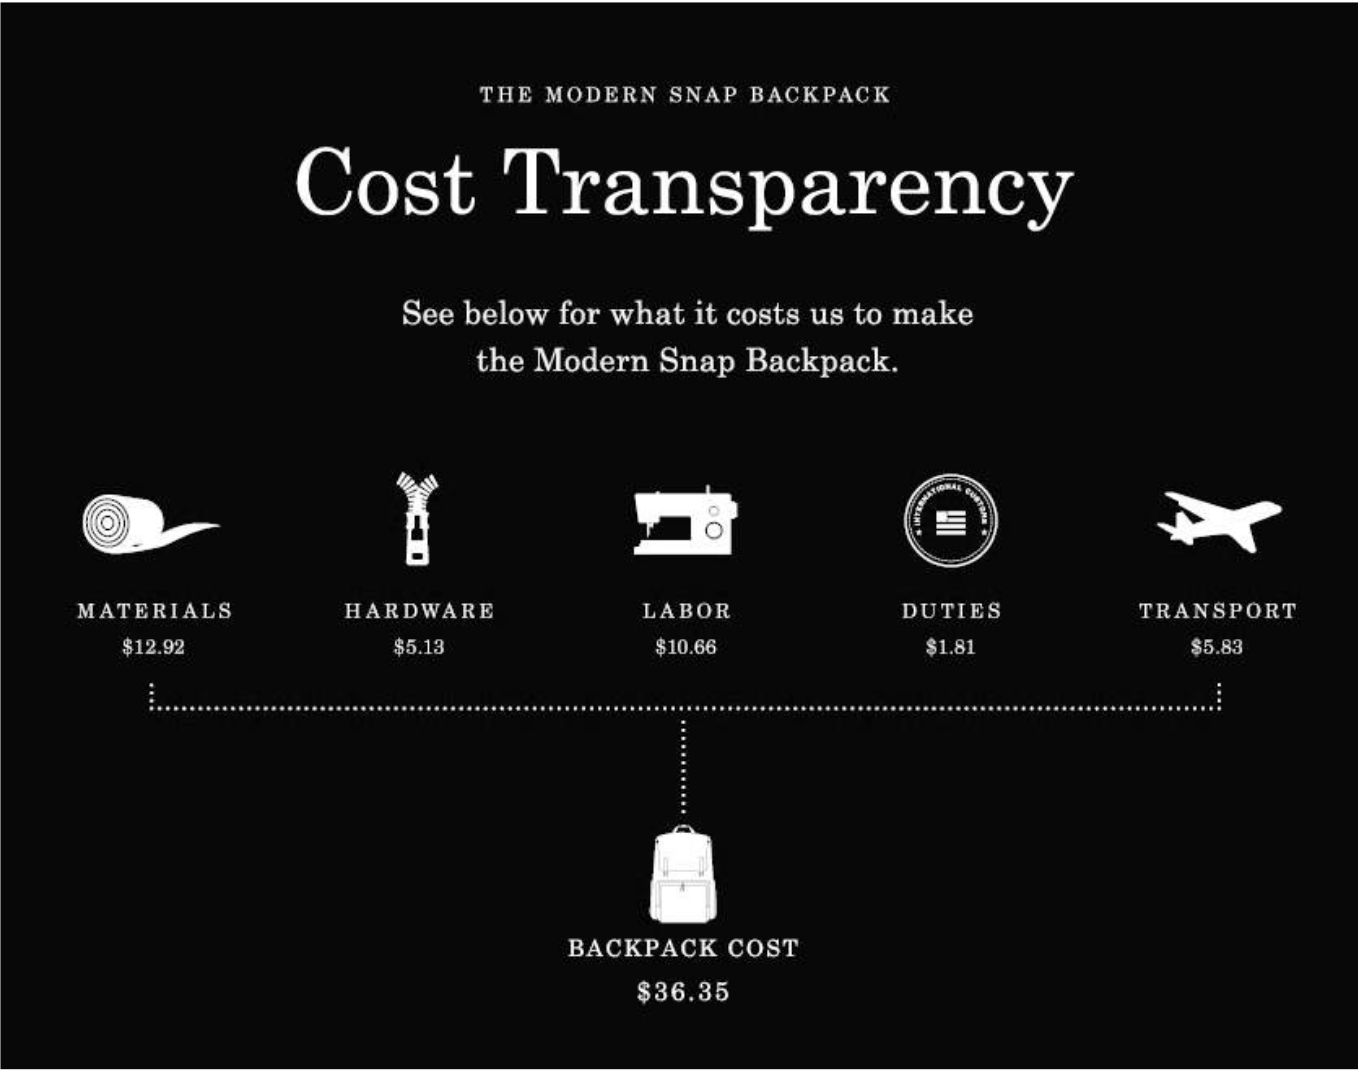 THE MODERN SNAP BACKPACK
Cost Transparency
See below for what it costs us to make
the Modern Snap Backpack.
INTERNATIONAL CUSTOMS
MATERIALS
$12.92
HARDWARE
$5.13
LABOR
$10.66
DUTIES
$1.81
TRANSPORT
$5.83
BACKPACK COST
$36.35